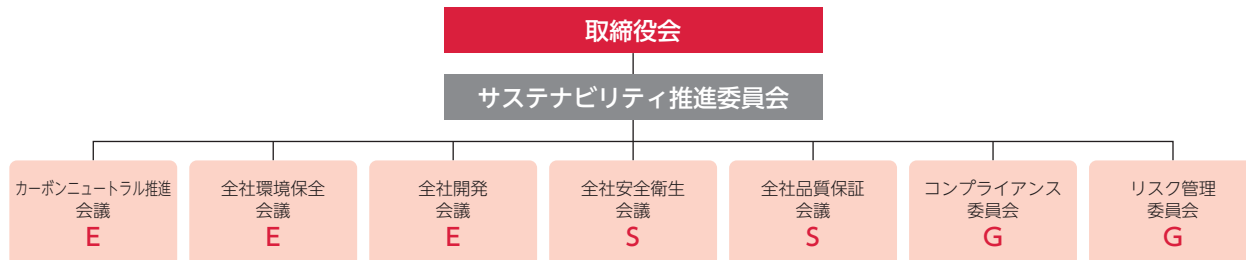 取締役会
サステナビリティ推進委員会
カーボンニュートラル推進
会議
E
全社環境保全
会議
E
全社開発
会議
E
全社安全衛生
会議
S
全社品質保証
会議
S
コンプライアンス
委員会
G
リスク管理
委員会
G